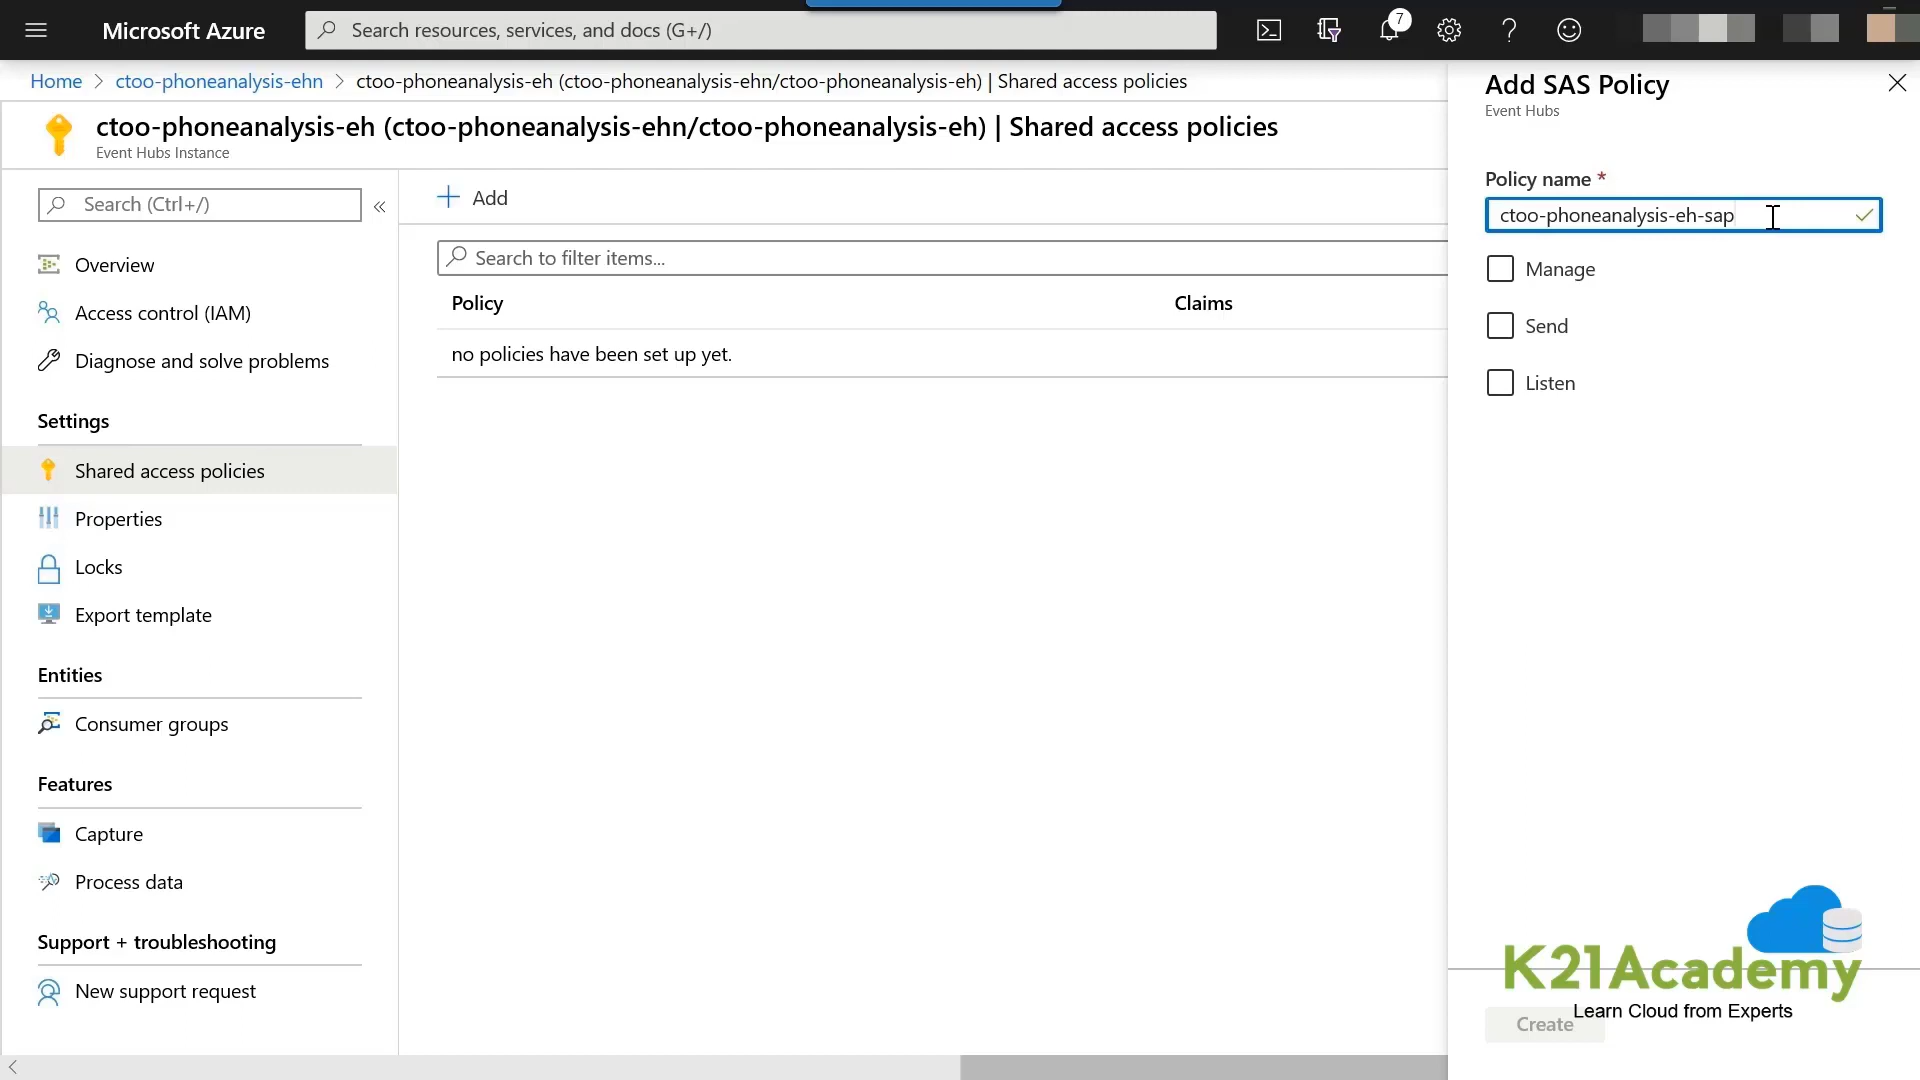 Microsoft Azure
Search resources, services, and docs (G+/)
7
Home > ctoo-phoneanalysis-ehn > ctoo-phoneanalysis-eh (ctoo-phoneanalysis-ehn/ctoo-phoneanalysis-eh) | Shared access policies
ctoo-phoneanalysis-eh (ctoo-phoneanalysis-ehn/ctoo-phoneanalysis-eh) | Shared access policies
Event Hubs Instance
Search (Ctrl+/)
«
Overview
Access control (IAM)
Diagnose and solve problems
Settings
Shared access policies
Properties
Locks
Export template
Entities
Consumer groups
Features
Capture
Process data
Support + troubleshooting
New support request
Add
Search to filter items...
Policy Claims
no policies have been set up yet.
Add SAS Policy
Event Hubs
Policy name *
ctoo-phoneanalysis-eh-sap
Manage
Send
Listen
K21Academy
Learn Cloud from Experts
Create